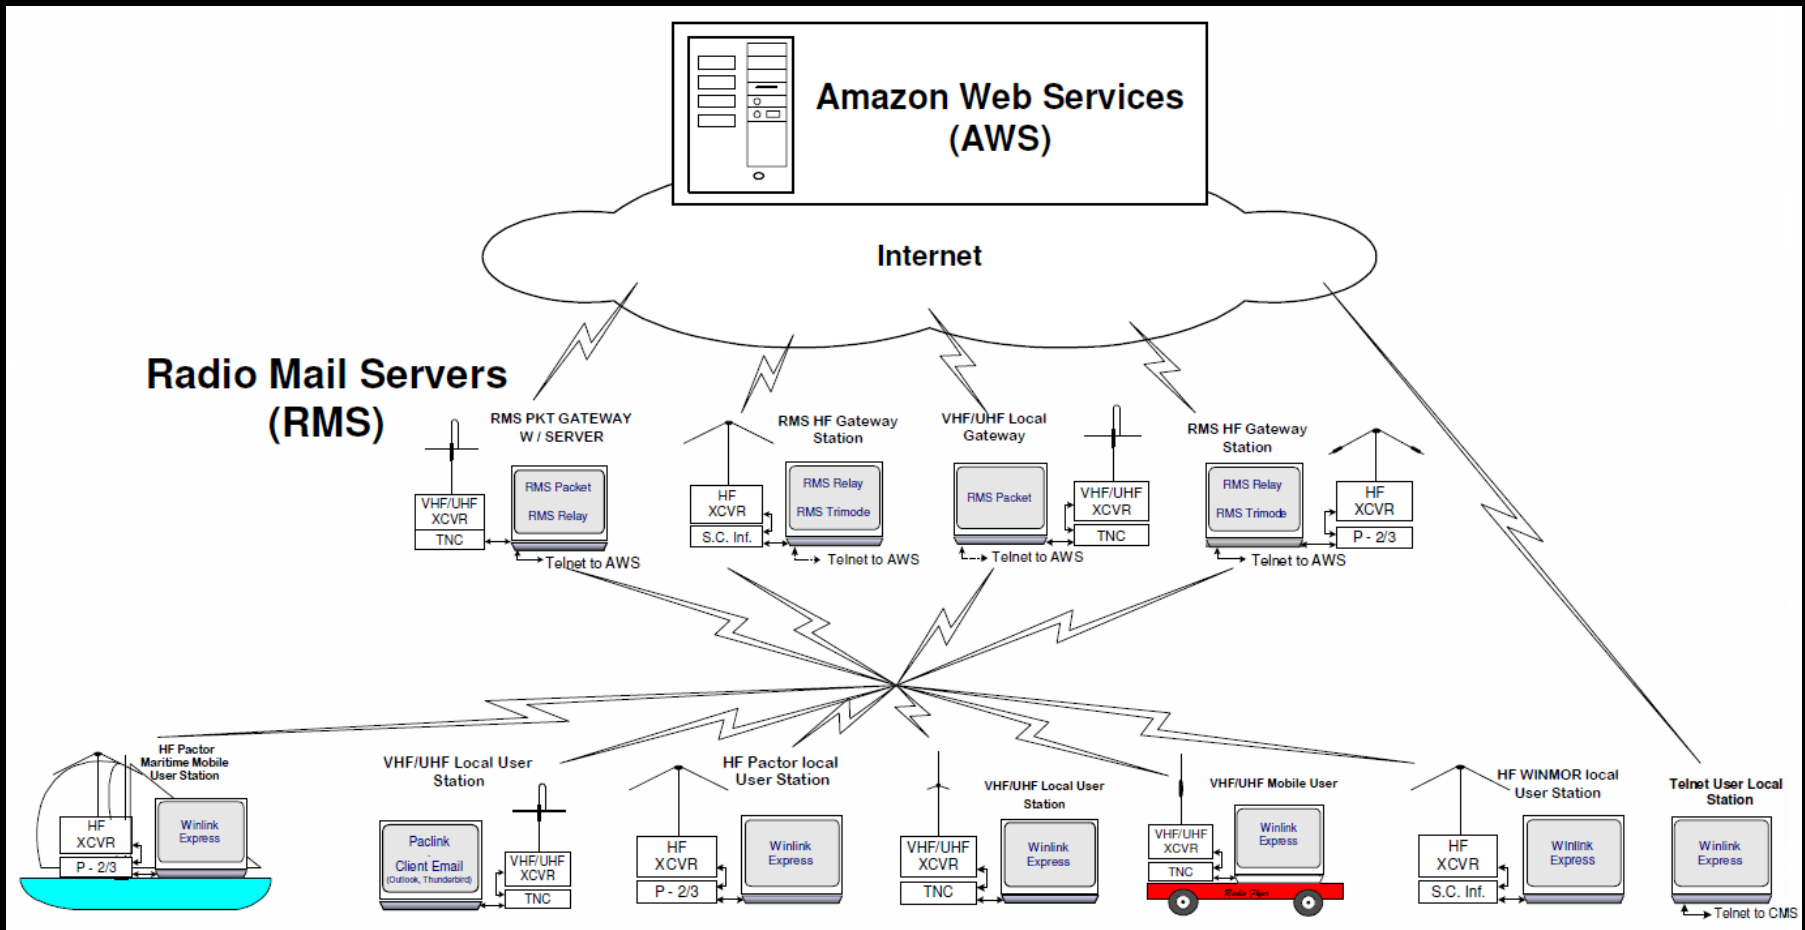 Amazon Web Services
(AWS)
Internet
Radio Mail Servers
(RMS)
RMS PKT GATEWAY
W / SERVER
VHF/UHF
XCVR
TNC
RMS Packet
RMS Relay
Telnet to AWS
RMS HF Gateway
Station
HF
XCVR
S.C. Inf.
RMS Relay
RMS Trimode
Telnet to AWS
VHF/UHF Local
Gateway
RMS Packet
VHF/UHF
XCVR
TNC
Telnet to AWS
RMS HF Gateway
Station
RMS Relay
RMS Trimode
HF
XCVR
P - 2/3
Telnet to AWS
HF Pactor
Maritime Mobile
User Station
HF
XCVR
P - 2/3
Winlink
Express
VHF/UHF Local User
Station
Paclink
-
Client Email
(Outlook, Thunderbird)
VHF/UHF
XCVR
TNC
HF Pactor local
User Station
HF
XCVR
P - 2/3
Winlink
Express
VHF/UHF Local User
Station
VHF/UHF
XCVR
TNC
Winlink
Express
VHF/UHF Mobile User
VHF/UHF
XCVR
TNC
Winlink
Express
Radio Flyer
HF WINMOR local
User Station
HF
XCVR
S.C. Inf.
Winlink
Express
Telnet User Local
Station
Winlink
Express
Telnet to CMS